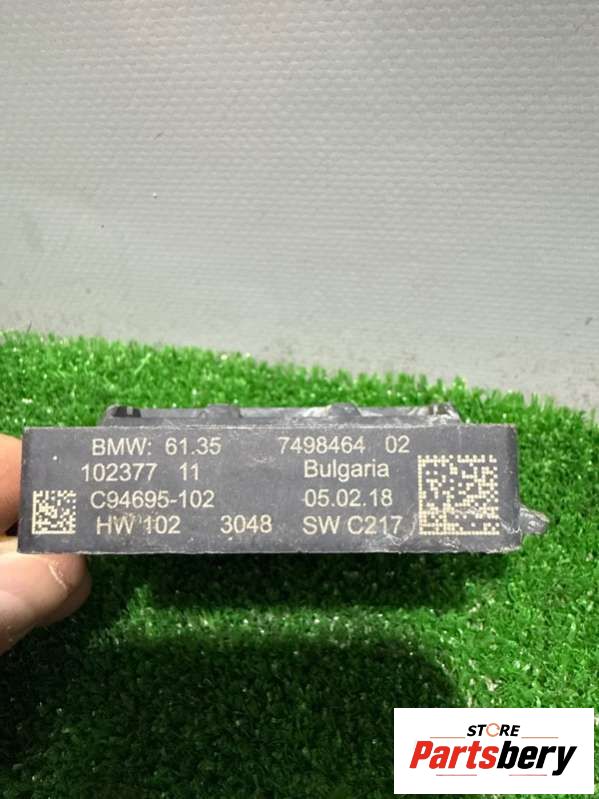 BMW: 61.35 7498464 02
102377 11 Bulgaria
C94695-102 05.02.18
HW 102 3048 SW C217
STORE
Partsbery